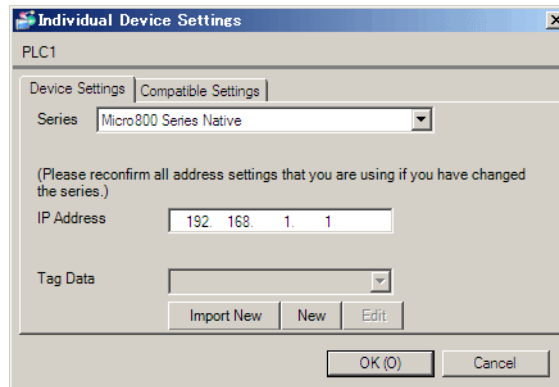 Individual Device Settings
PLC1
Device Settings Compatible Settings
Series Micro800 Series Native
(Please reconfirm all address settings that you are using if you have changed
the series.)
IP Address 192. 168. 1. 1
Tag Data
Import New New Edit
OK (O) Cancel